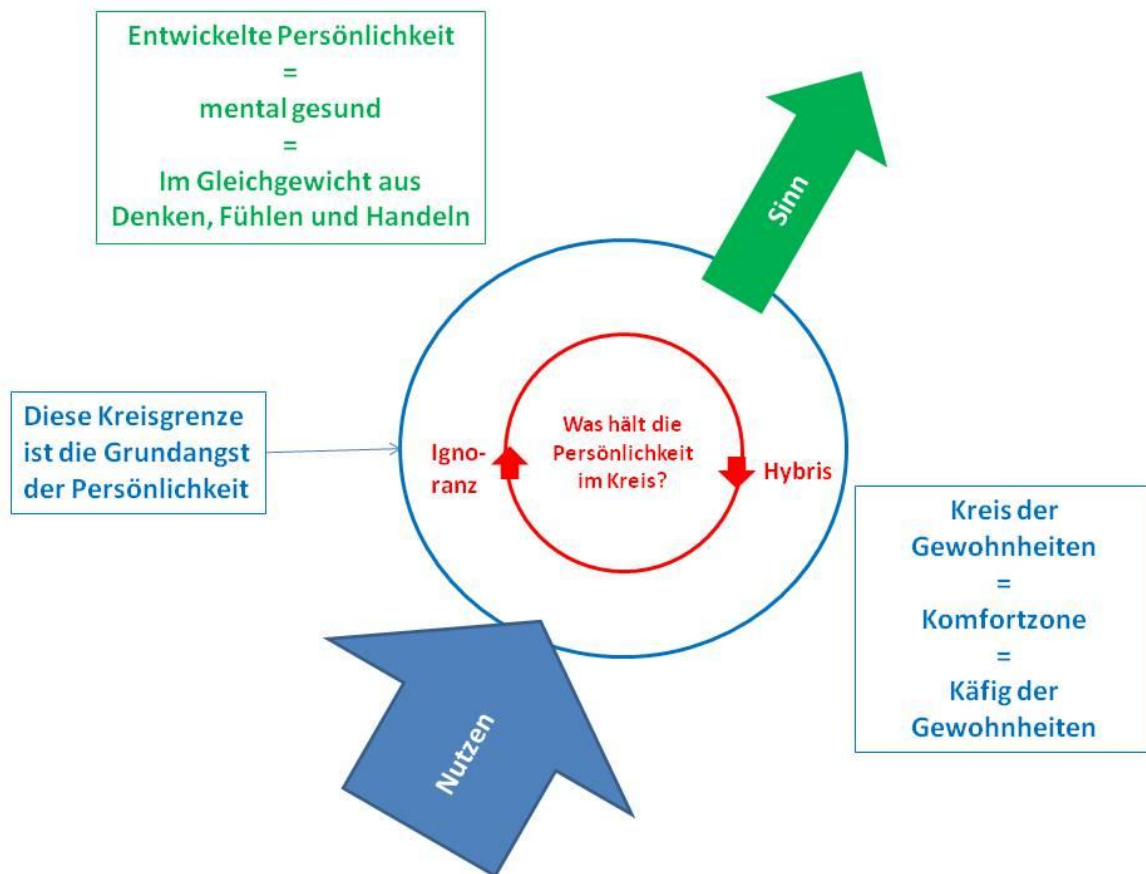 Entwickelte Persönlichkeit
=
mental gesund
=
Im Gleichgewicht aus
Denken, Fühlen und Handeln
Sinn
Diese Kreisgrenze
ist die Grundangst
der Persönlichkeit
Was hält die
Persönlichkeit
im Kreis?
Igno-
ranz
Hybris
Kreis der
Gewohnheiten
=
Komfortzone
=
Käfig der
Gewohnheiten
Nutzen